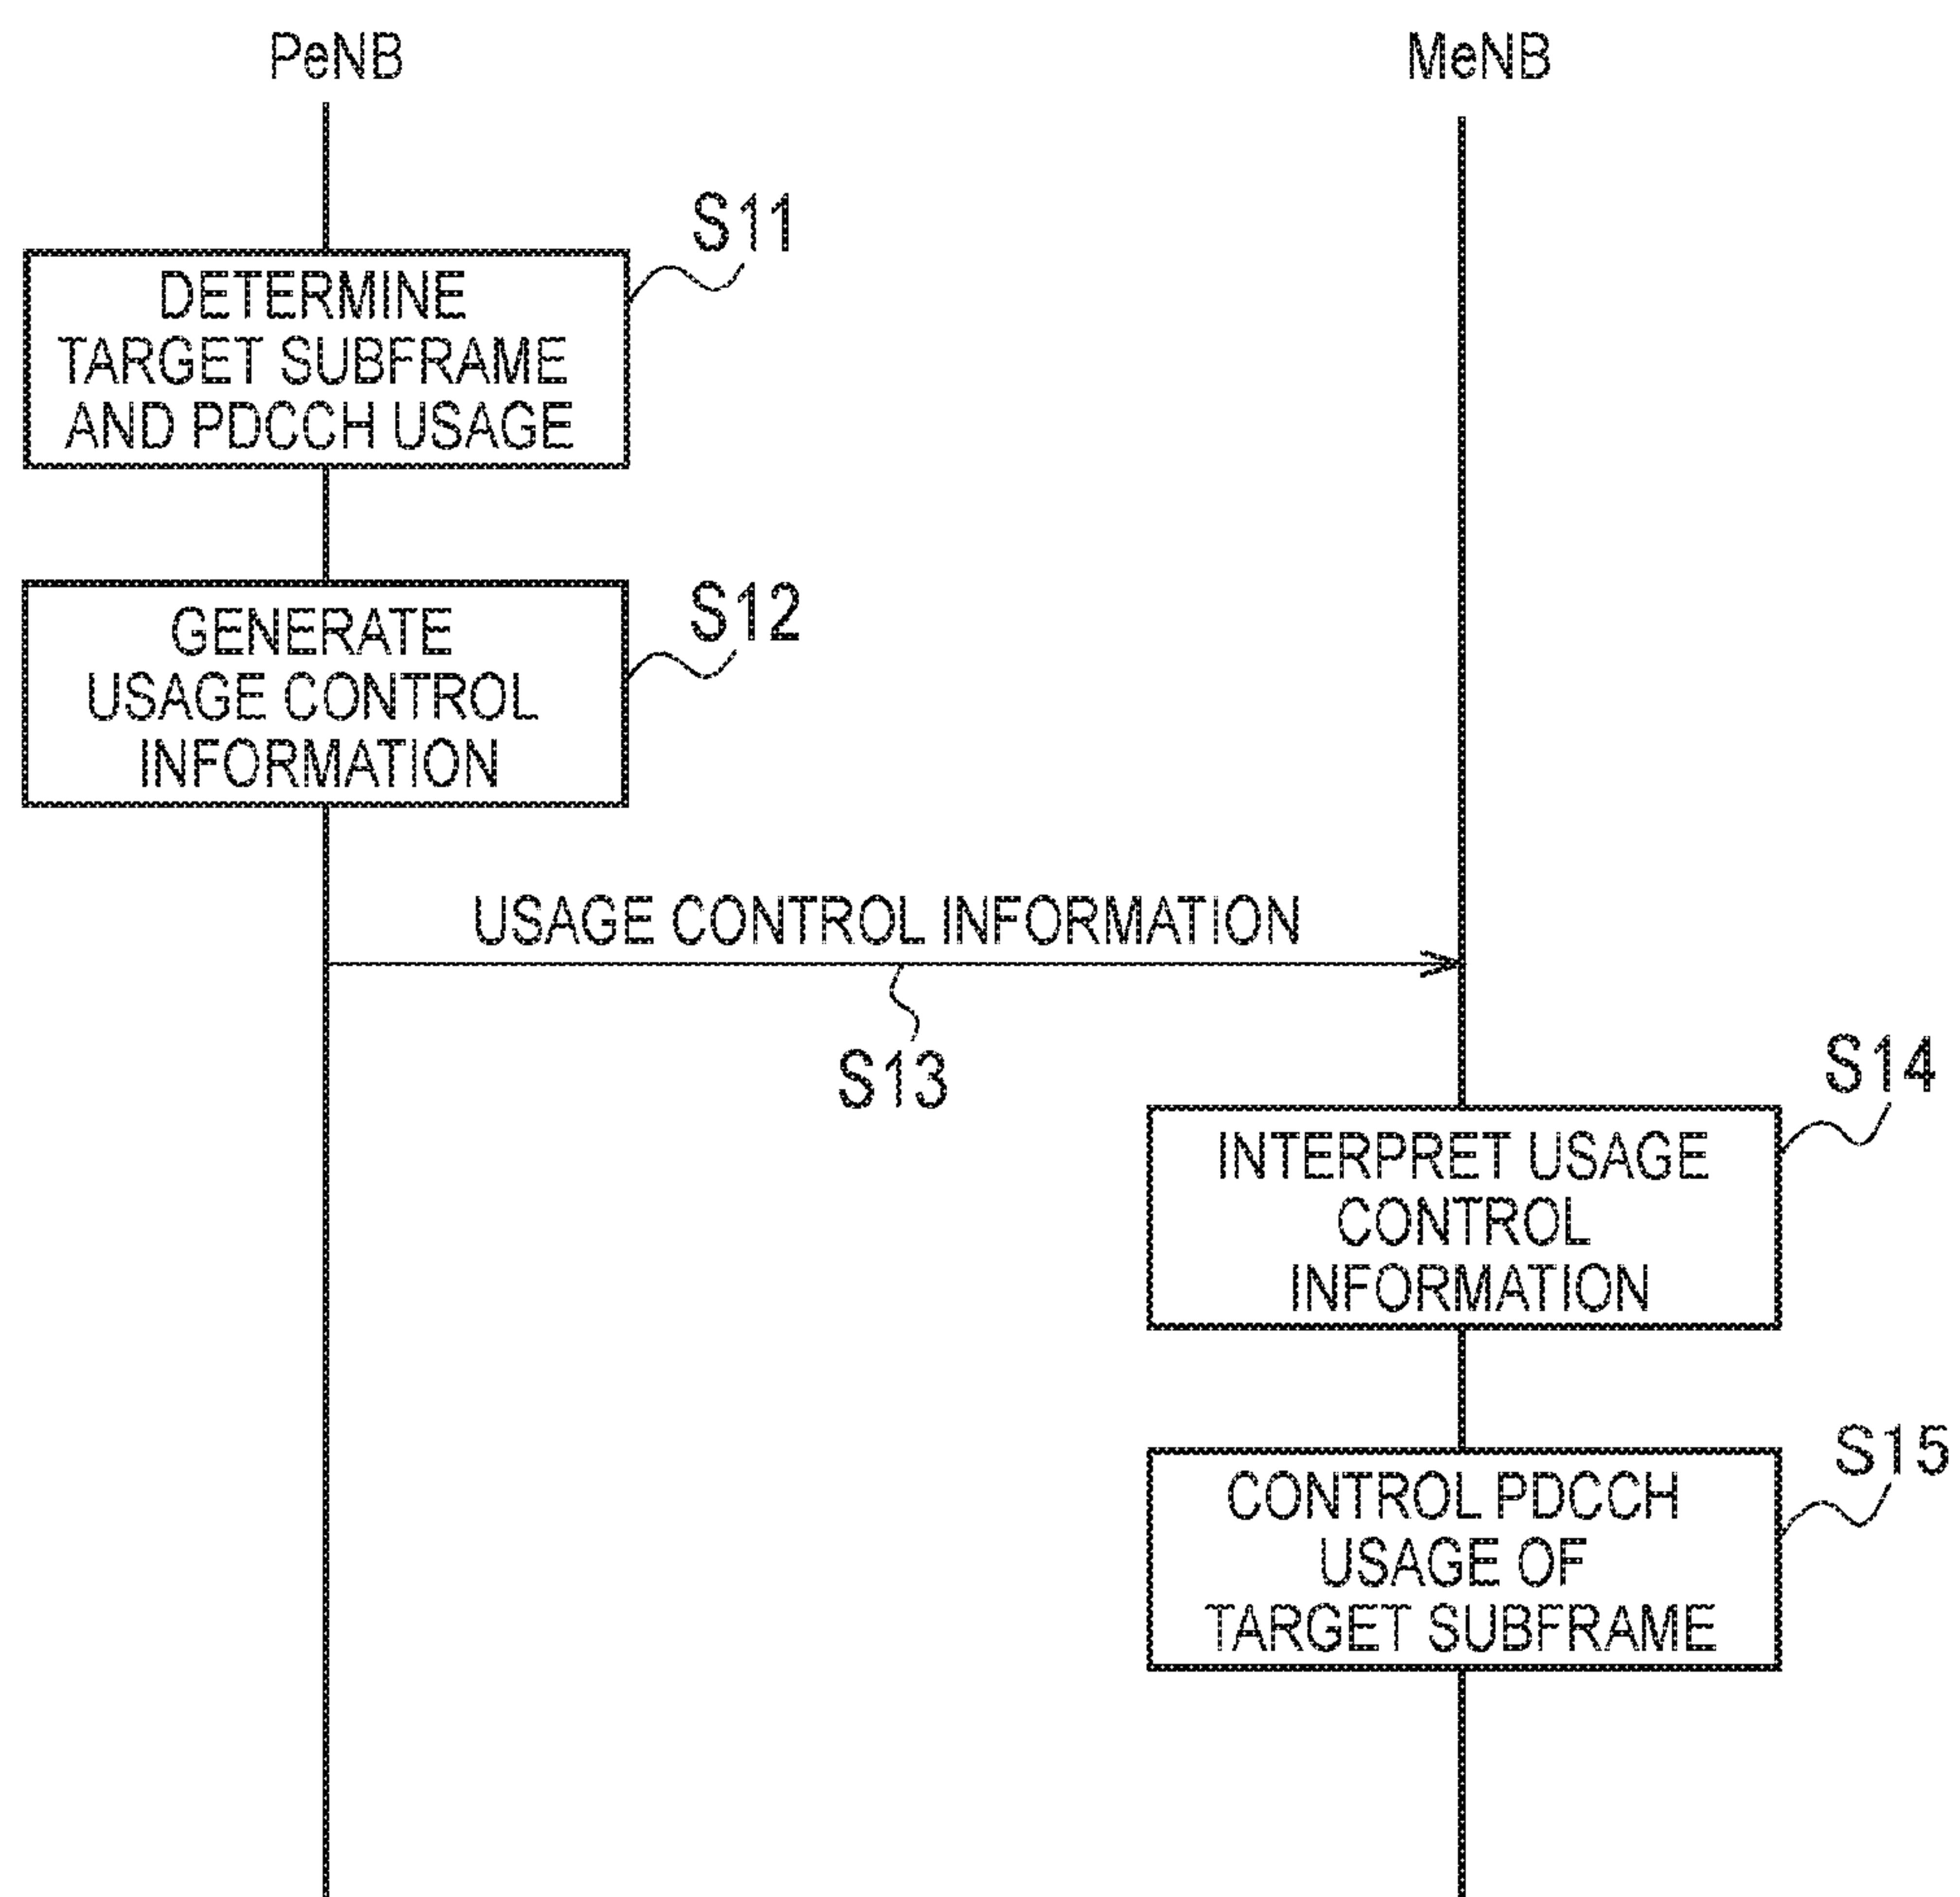 PeNB
MeNB
S11
DETERMINE
TARGET SUBFRAME
AND PDCCH USAGE
S12
GENERATE
USAGE CONTROL
INFORMATION
USAGE CONTROL INFORMATION
S13
S14
INTERPRET USAGE
CONTROL
INFORMATION
S15
CONTROL PDCCH
USAGE OF
TARGET SUBFRAME